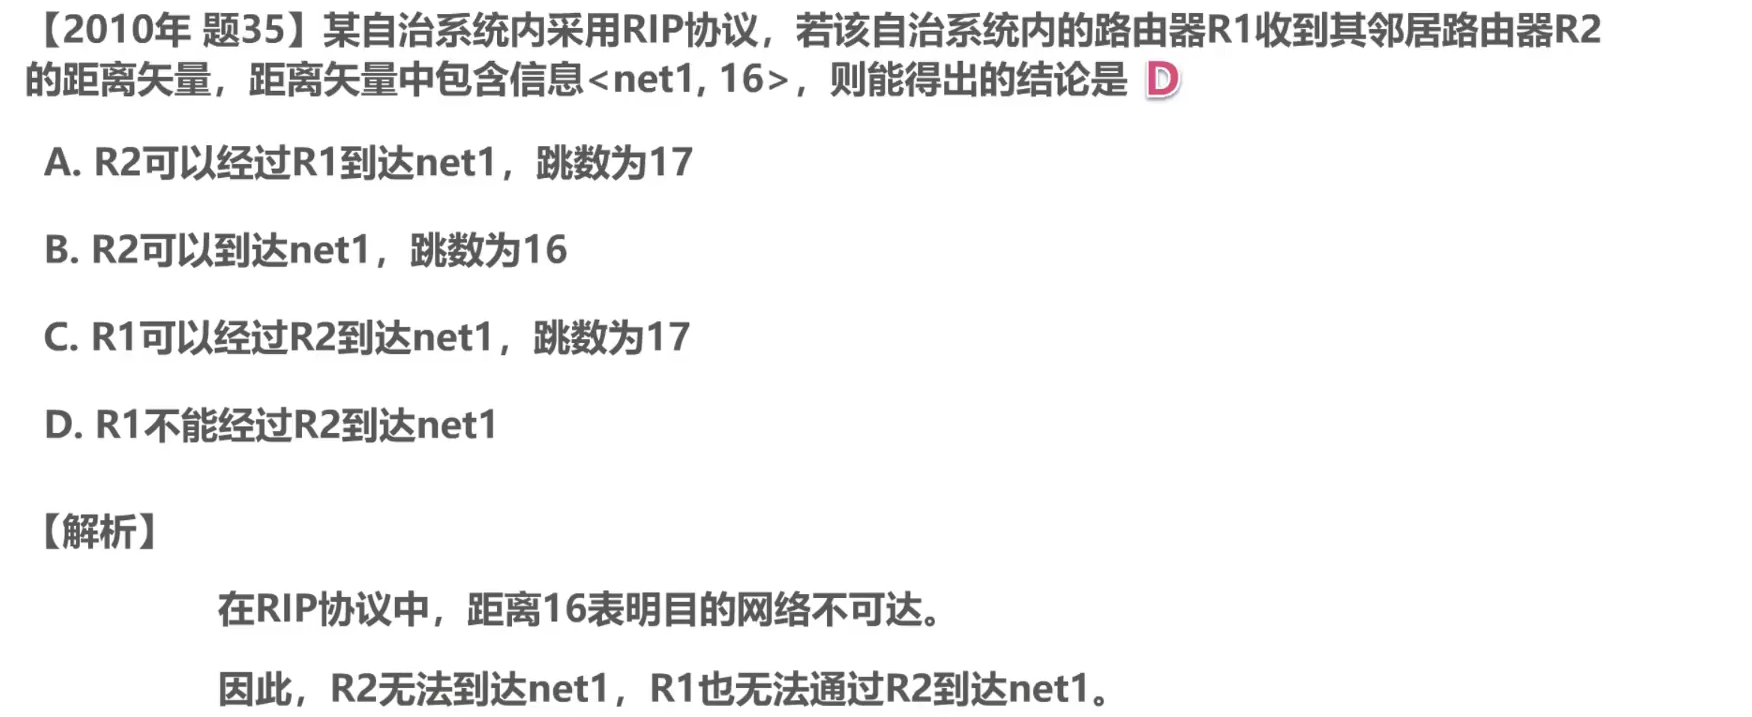 【2010年 题35】某自治系统内采用RIP协议，若该自治系统内的路由器R1收到其邻居路由器R2
的距离矢量，距离矢量中包含信息<net1, 16>，则能得出的结论是 D
A. R2可以经过R1到达net1，跳数为17
B. R2可以到达net1，跳数为16
C. R1可以经过R2到达net1，跳数为17
D. R1不能经过R2到达net1
【解析】
在RIP协议中，距离16表明目的网络不可达。
因此，R2无法到达net1，R1也无法通过R2到达net1。